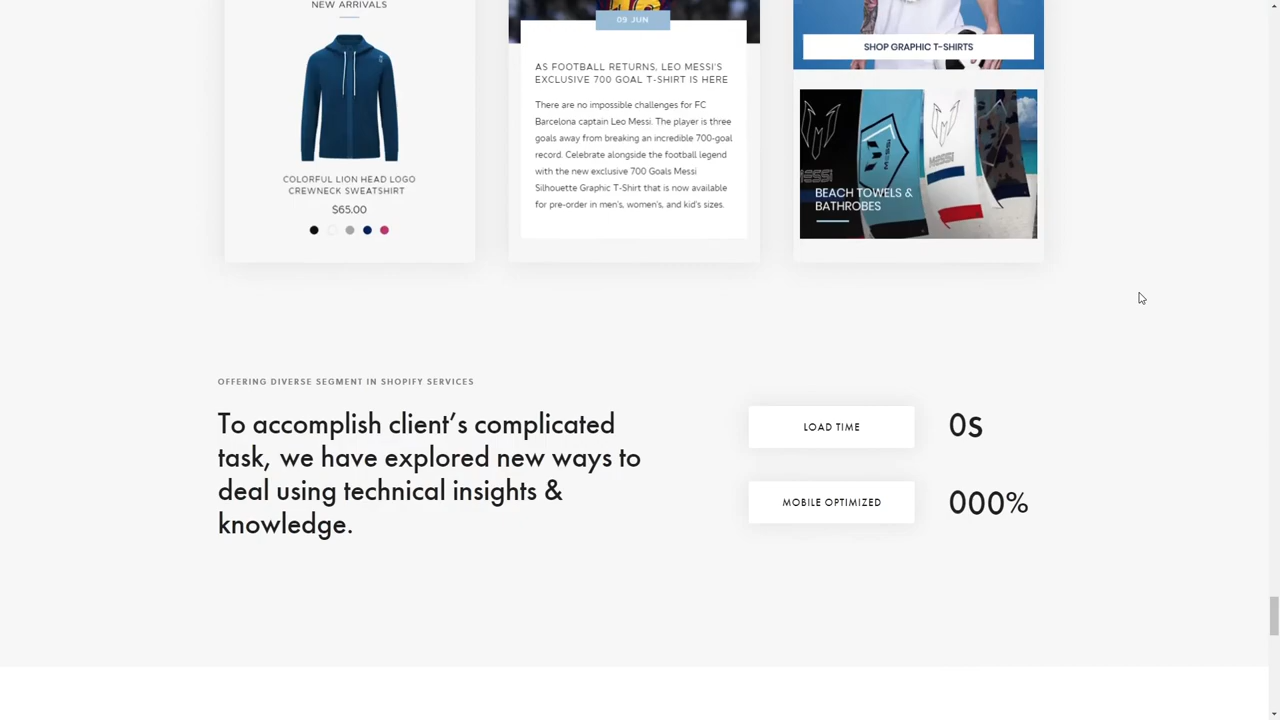 NEW ARRIVALS
COLORFUL LION HEAD LOGO
CREWNECK SWEATSHIRT
$65.00
09 JUN
AS FOOTBALL RETURNS, LEO MESSI'S
EXCLUSIVE 700 GOAL T-SHIRT IS HERE
There are no impossible challenges for FC
Barcelona captain Leo Messi. The player is three
goals away from breaking an incredible 700-goal
record. Celebrate alongside the football legend
with the new exclusive 700 Goals Messi
Silhouette Graphic T-Shirt that is now available
for pre-order in men's, women's, and kid's sizes.
SHOP GRAPHIC T-SHIRTS
MESSI
MESSI
MESSI
BEACH TOWELS &
BATHROBES
OFFERING DIVERSE SEGMENT IN SHOPIFY SERVICES
To accomplish client's complicated
task, we have explored new ways to
deal using technical insights &
knowledge.
LOAD TIME
0s
MOBILE OPTIMIZED
000%